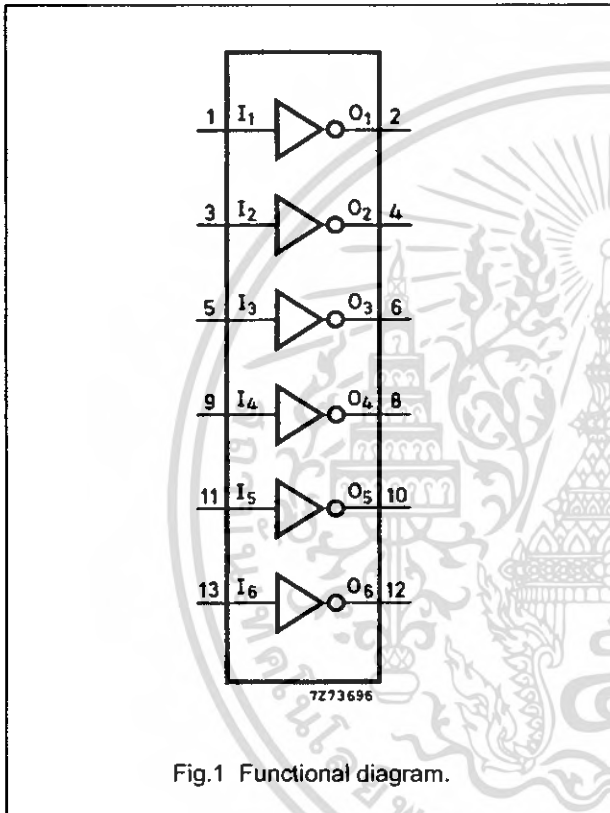 1 I₁ O₁ 2
3 I₂ O₂ 4
5 I₃ O₃ 6
9 I₄ O₄ 8
11 I₅ O₅ 10
13 I₆ O₆ 12
7Z73696
Fig.1 Functional diagram.